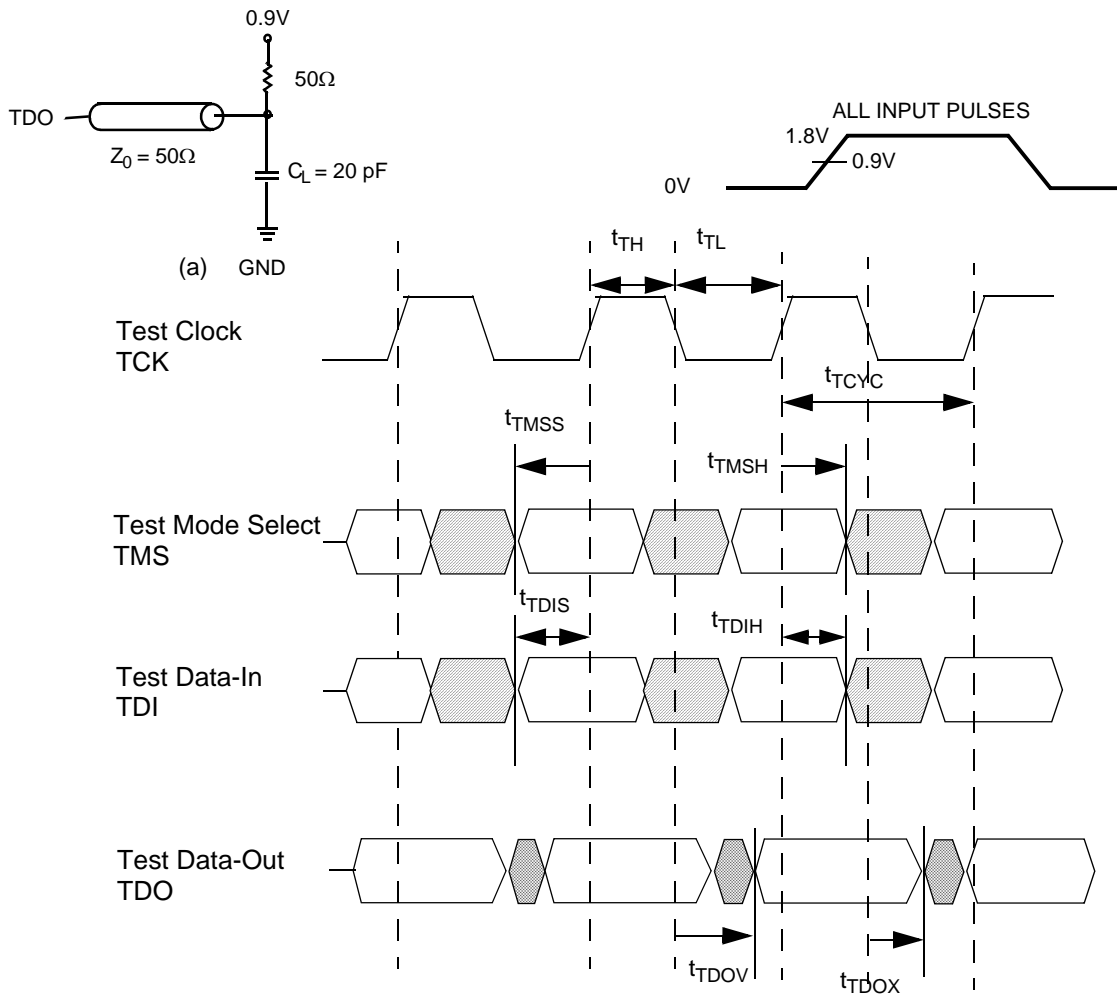 0.9V
50Ω
TDO
Z0 = 50Ω
CL = 20 pF
(a) GND
ALL INPUT PULSES
1.8V
0.9V
0V
tTH
tTL
Test Clock
TCK
tTCYC
tTMSS
tTMSH
Test Mode Select
TMS
tTDIS
tTDIH
Test Data-In
TDI
Test Data-Out
TDO
tTDOV
tTDOX